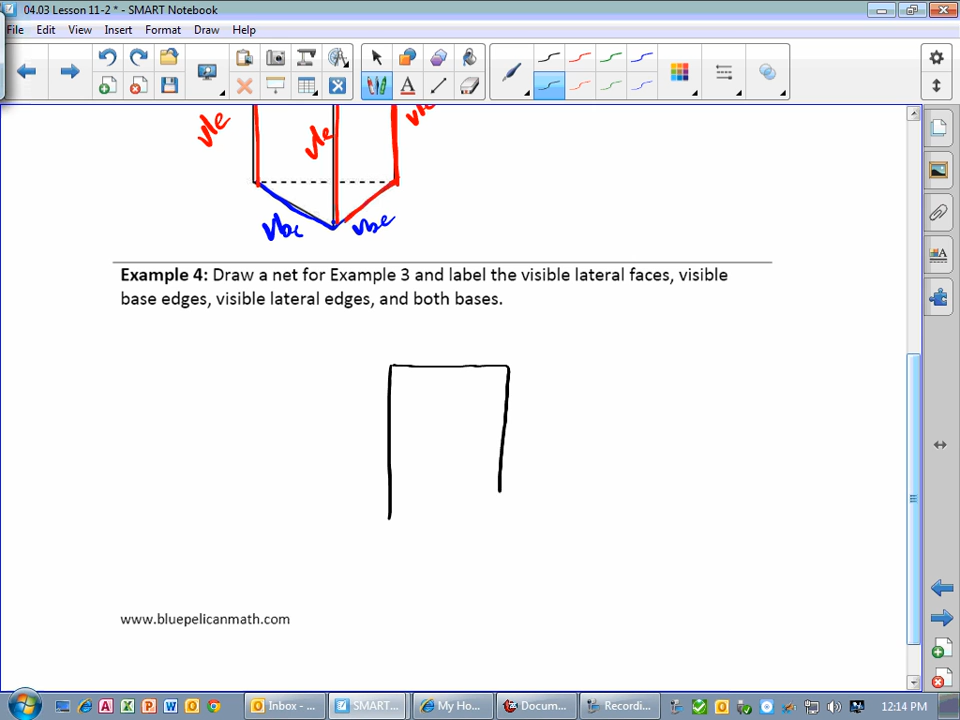 04.03 Lesson 11-2 * - SMART Notebook
File Edit View Insert Format Draw Help
vle vle
vbe vbe
Example 4: Draw a net for Example 3 and label the visible lateral faces, visible
base edges, visible lateral edges, and both bases.
www.bluepelicanmath.com
Inbox - ... SMART... My Ho... Docum... Recordi... 12:14 PM